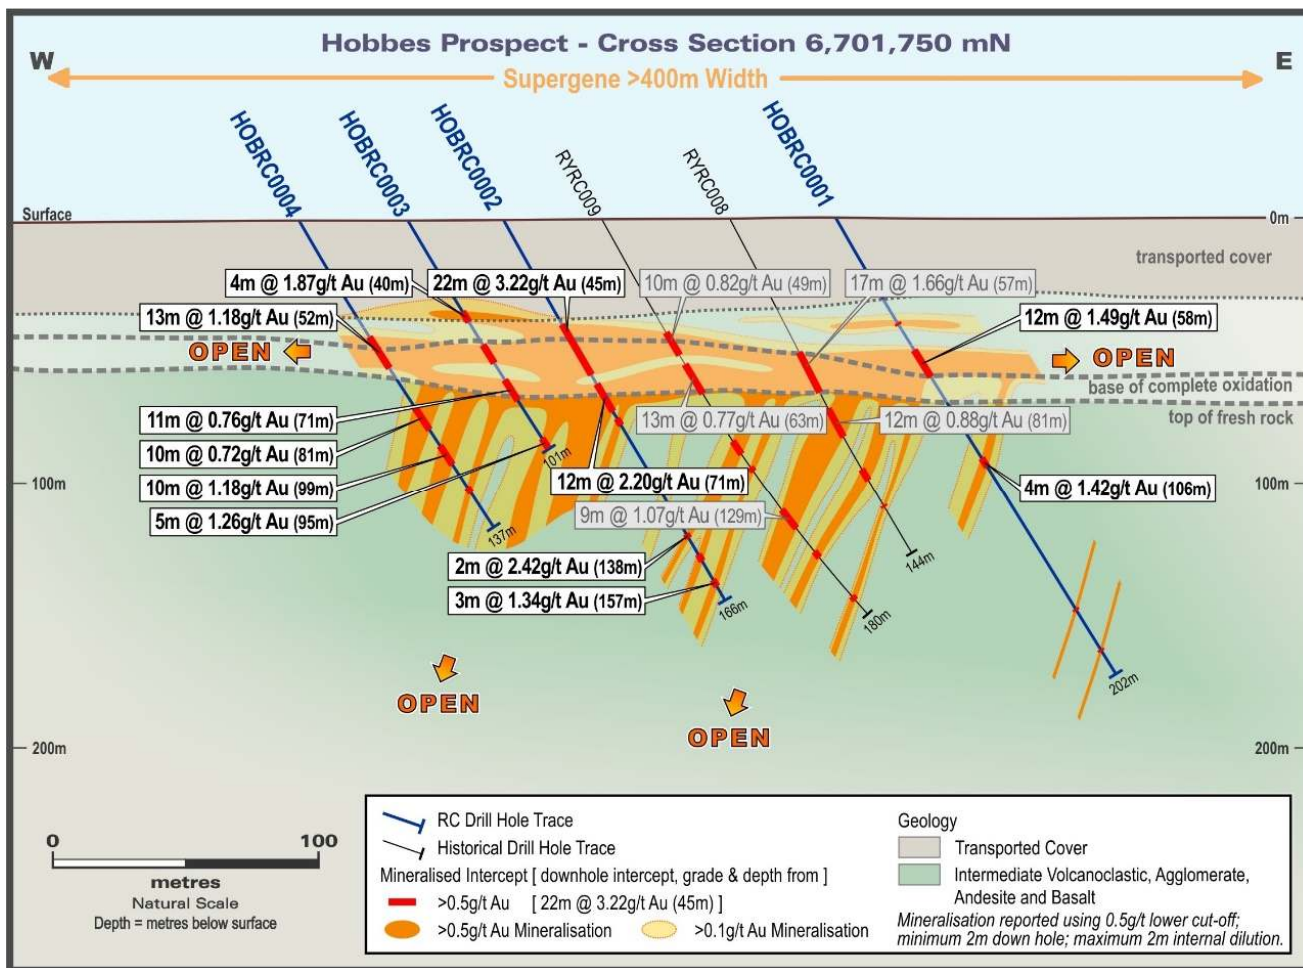 Hobbes Prospect - Cross Section 6,701,750 mN
W
E
Supergene >400m Width
HOBRC0004
HOBRC0003
HOBRC0002
RYRC009
RYRC008
HOBRC0001
Surface
0m
transported cover
4m @ 1.87g/t Au (40m)
22m @ 3.22g/t Au (45m)
10m @ 0.82g/t Au (49m)
17m @ 1.66g/t Au (57m)
13m @ 1.18g/t Au (52m)
12m @ 1.49g/t Au (58m)
OPEN
OPEN
base of complete oxidation
top of fresh rock
11m @ 0.76g/t Au (71m)
13m @ 0.77g/t Au (63m)
12m @ 0.88g/t Au (81m)
10m @ 0.72g/t Au (81m)
101m
100m
10m @ 1.18g/t Au (99m)
12m @ 2.20g/t Au (71m)
4m @ 1.42g/t Au (106m)
100m
5m @ 1.26g/t Au (95m)
9m @ 1.07g/t Au (129m)
137m
144m
2m @ 2.42g/t Au (138m)
3m @ 1.34g/t Au (157m)
166m
180m
202m
OPEN
OPEN
200m
200m
0
100
metres
Natural Scale
Depth = metres below surface
RC Drill Hole Trace
Historical Drill Hole Trace
Mineralised Intercept [ downhole intercept, grade & depth from ]
>0.5g/t Au [ 22m @ 3.22g/t Au (45m) ]
>0.5g/t Au Mineralisation
>0.1g/t Au Mineralisation
Geology
Transported Cover
Intermediate Volcanoclastic, Agglomerate,
Andesite and Basalt
Mineralisation reported using 0.5g/t lower cut-off;
minimum 2m down hole; maximum 2m internal dilution.